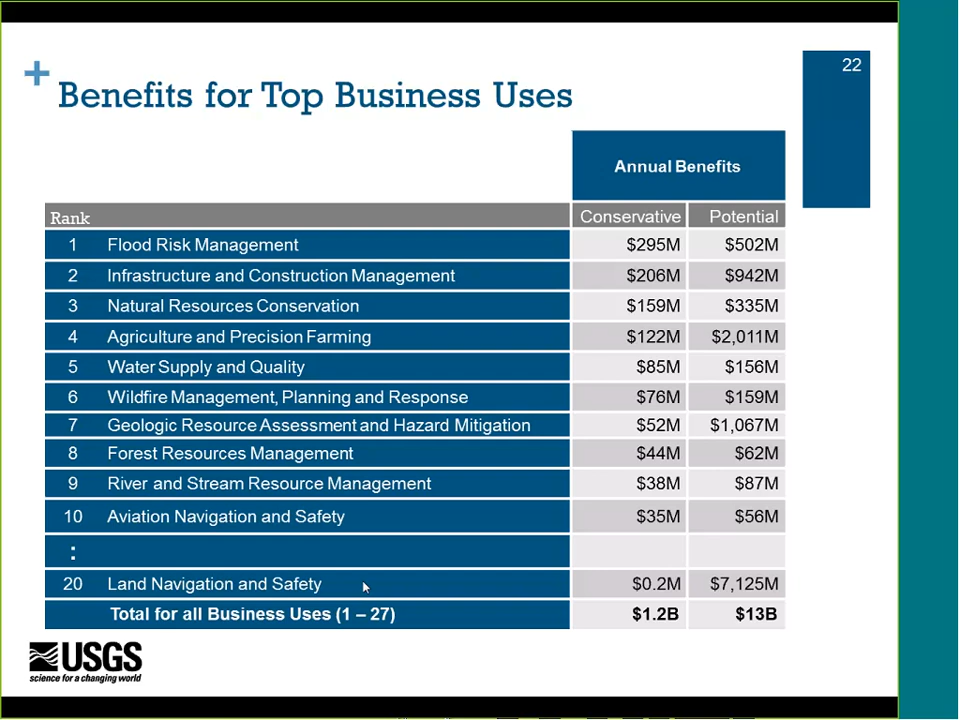 22
+
Benefits for Top Business Uses
Annual Benefits
Rank Conservative Potential
1 Flood Risk Management $295M $502M
2 Infrastructure and Construction Management $206M $942M
3 Natural Resources Conservation $159M $335M
4 Agriculture and Precision Farming $122M $2,011M
5 Water Supply and Quality $85M $156M
6 Wildfire Management, Planning and Response $76M $159M
7 Geologic Resource Assessment and Hazard Mitigation $52M $1,067M
8 Forest Resources Management $44M $62M
9 River and Stream Resource Management $38M $87M
10 Aviation Navigation and Safety $35M $56M
:
20 Land Navigation and Safety $0.2M $7,125M
Total for all Business Uses (1 – 27) $1.2B $13B
USGS
science for a changing world